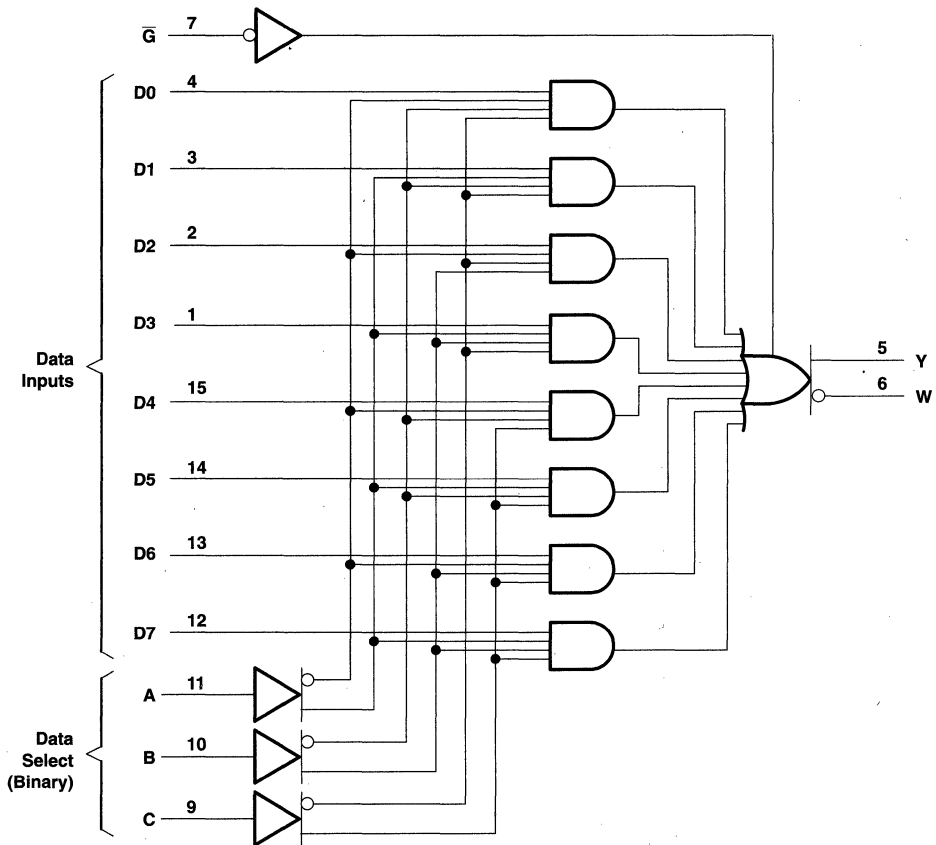 G̅ 7
D0 4
D1 3
D2 2
D3 1
Data
Inputs
5 Y
6 W
D4 15
D5 14
D6 13
D7 12
A 11
Data
Select
(Binary)
B 10
C 9